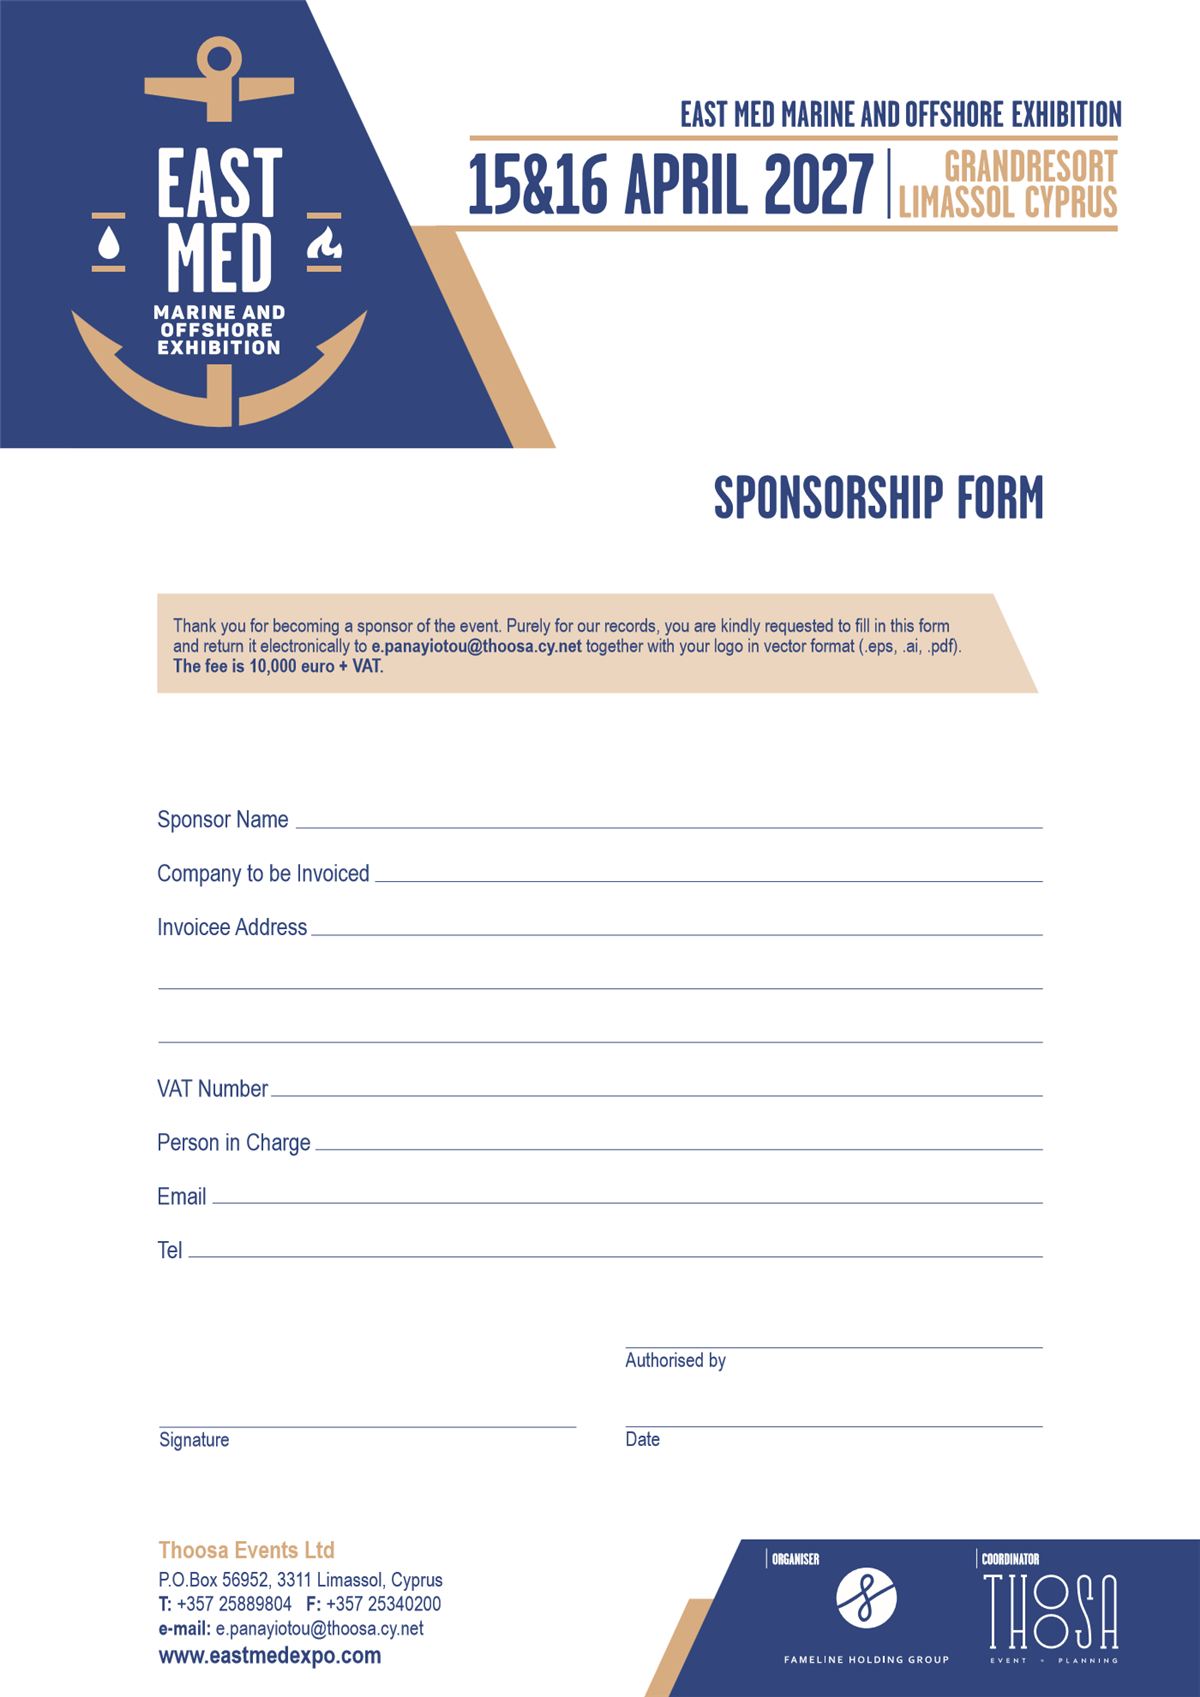 EAST
MED
MARINE AND
OFFSHORE
EXHIBITION
EAST MED MARINE AND OFFSHORE EXHIBITION
15&16 APRIL 2027
GRANDRESORT
LIMASSOL CYPRUS
SPONSORSHIP FORM
Thank you for becoming a sponsor of the event. Purely for our records, you are kindly requested to fill in this form
and return it electronically to e.panayiotou@thoosa.cy.net together with your logo in vector format (.eps, .ai, .pdf).
The fee is 10,000 euro + VAT.
Sponsor Name
Company to be Invoiced
Invoicee Address
VAT Number
Person in Charge
Email
Tel
Authorised by
Signature
Date
Thoosa Events Ltd
P.O.Box 56952, 3311 Limassol, Cyprus
T: +357 25889804 F: +357 25340200
e-mail: e.panayiotou@thoosa.cy.net
www.eastmedexpo.com
ORGANISER
FAMELINE HOLDING GROUP
COORDINATOR
THOOSA
EVENT - PLANNING